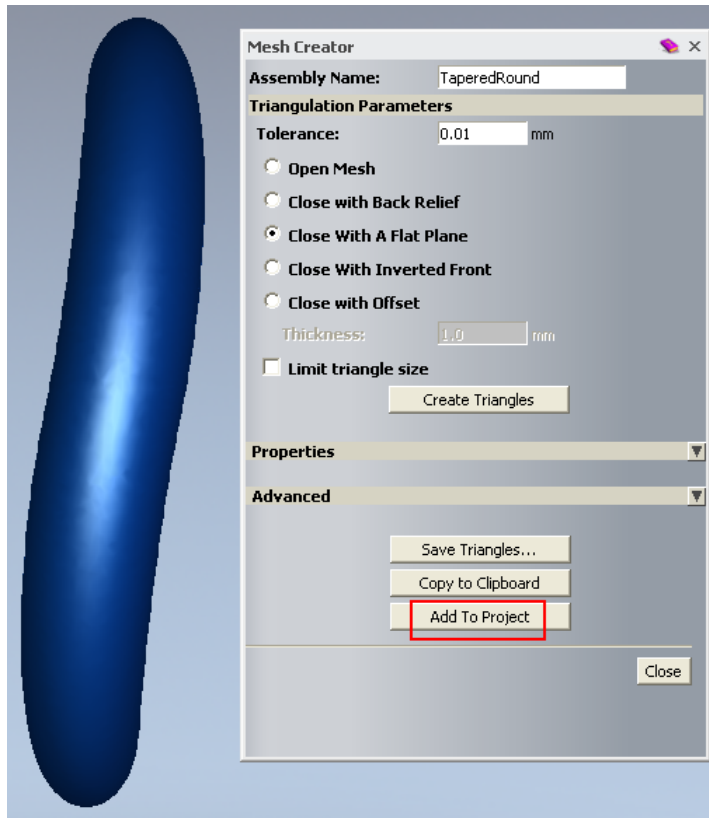 Mesh Creator
Assembly Name: TaperedRound
Triangulation Parameters
Tolerance: 0.01 mm
Open Mesh
Close with Back Relief
Close With A Flat Plane
Close With Inverted Front
Close with Offset
Thickness: 1.0 mm
Limit triangle size
Create Triangles
Properties
Advanced
Save Triangles...
Copy to Clipboard
Add To Project
Close